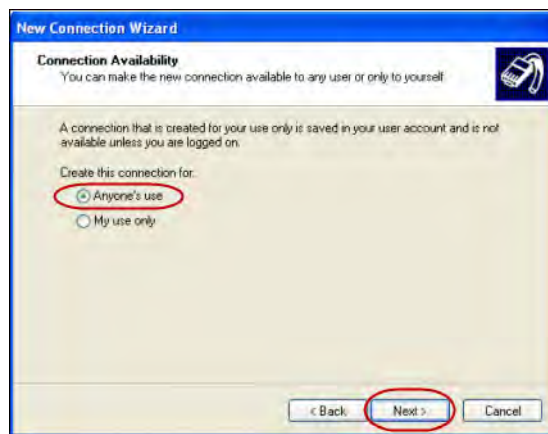 New Connection Wizard
Connection Availability
You can make the new connection available to any user or only to yourself
A connection that is created for your use only is saved in your user account and is not
available unless you are logged on.
Create this connection for:
Anyone's use
My use only
< Back
Next >
Cancel